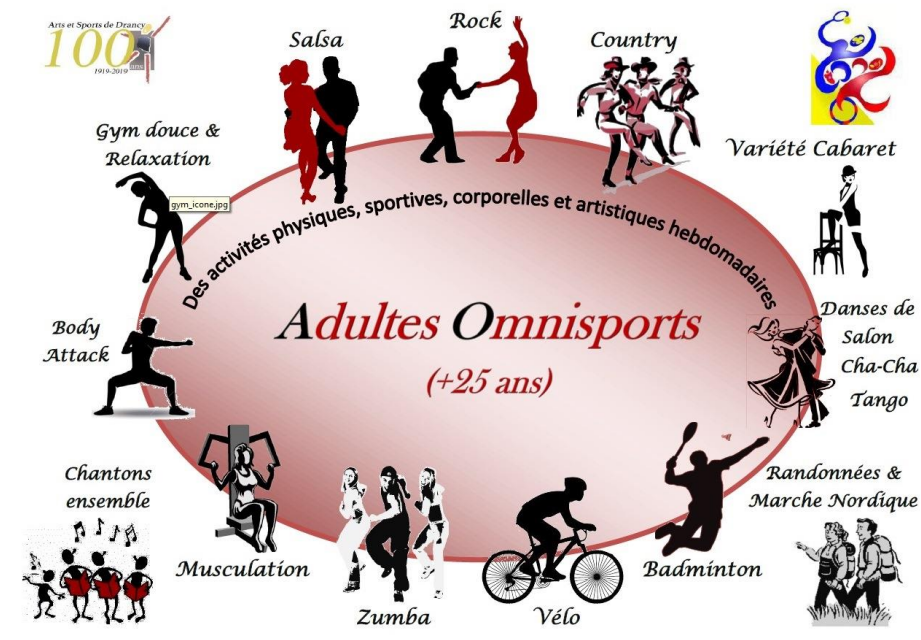 Arts et Sports de Drancy
100
ans
1919-2019
Salsa
Rock
Country
Gym douce &
Relaxation
Variété Cabaret
gym_icone.jpg
Des activités physiques, sportives, corporelles et artistiques hebdomadaires
Adultes Omnisports
(+25 ans)
Body
Attack
Danses de
Salon
Cha-Cha
Tango
Chantons
ensemble
Randonnées &
Marche Nordique
Musculation
Badminton
Zumba
Vélo